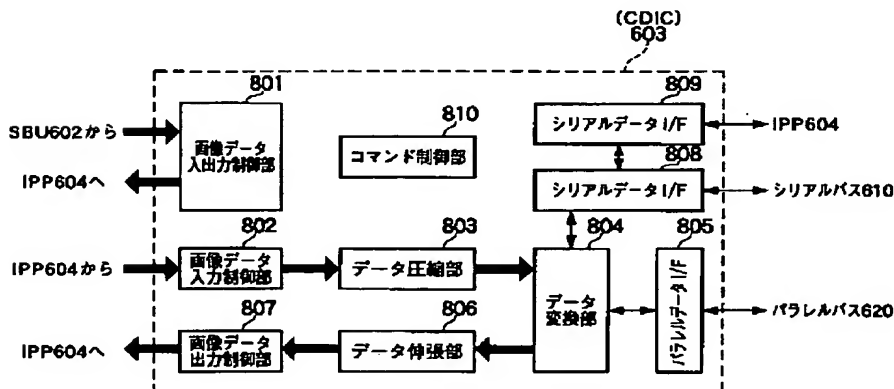 (CDIC)
603
801
809
SBU602から
画像データ
入出力制御部
810
シリアルデータ I/F
IPP604
コマンド制御部
808
IPP604へ
シリアルデータ I/F
シリアルバス610
802
803
804
805
IPP604から
画像データ
入力制御部
データ圧縮部
データ
変換部
パラレルデータ I/F
パラレルバス620
807
806
IPP604へ
画像データ
出力制御部
データ伸張部